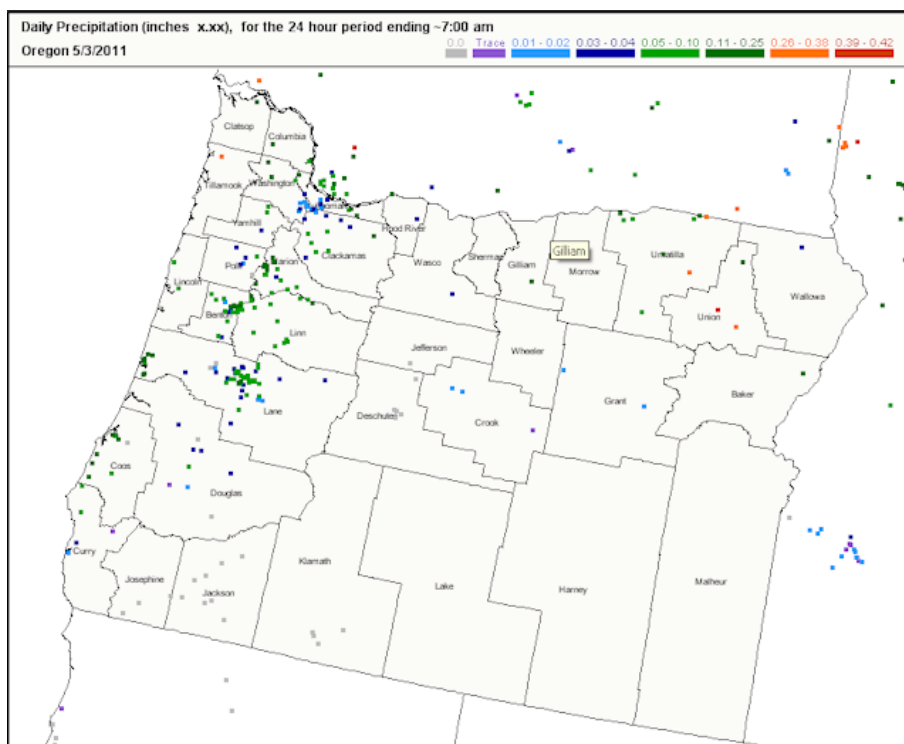 Daily Precipitation (inches x.xx), for the 24 hour period ending ~7:00 am
Oregon 5/3/2011
0.0 Trace 0.01 - 0.02 0.03 - 0.04 0.05 - 0.10 0.11 - 0.25 0.26 - 0.38 0.39 - 0.42
Clatsop
Columbia
Tillamook
Washington
Yamhill
Hood River
Clackamas
Wasco
Sherman
Gilliam
Gilliam
Morrow
Umatilla
Wallowa
Union
Polk
Marion
Lincoln
Benton
Linn
Jefferson
Wheeler
Grant
Baker
Lane
Deschutes
Crook
Coos
Douglas
Curry
Josephine
Jackson
Klamath
Lake
Harney
Malheur